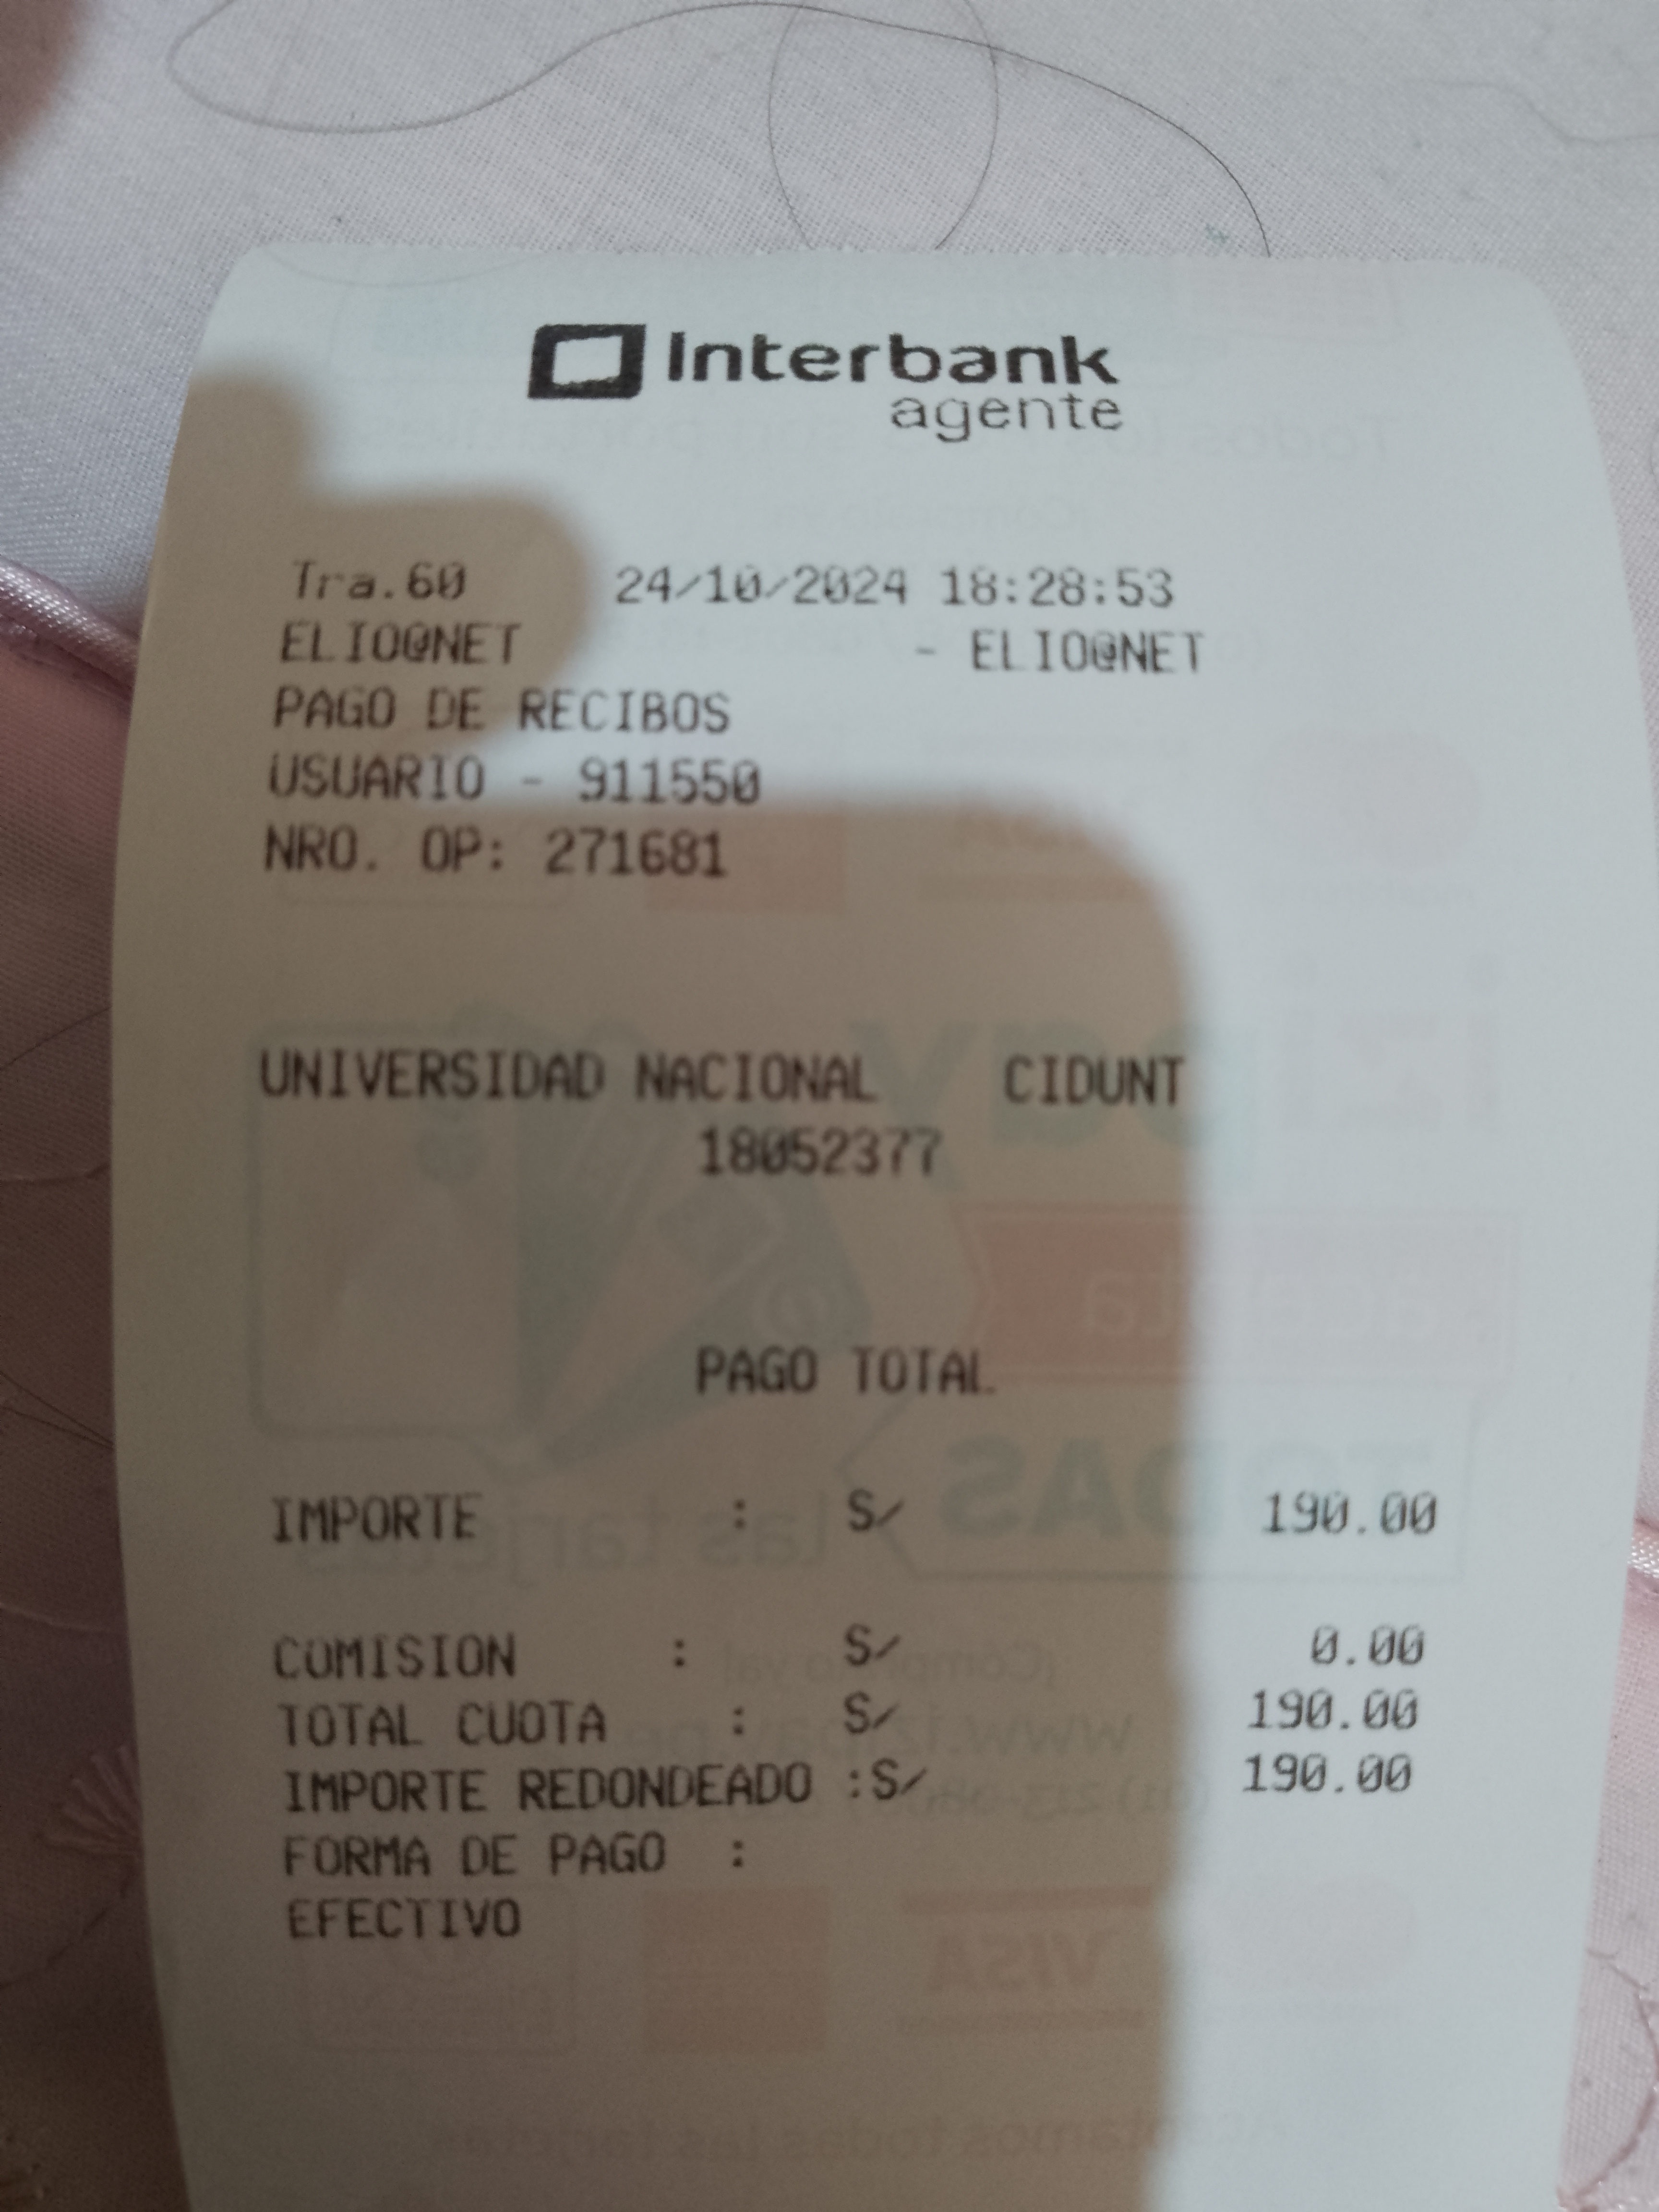 Interbank
agente
Tra.60 24/10/2024 18:28:53
ELIO@NET - ELIO@NET
PAGO DE RECIBOS
USUARIO - 911550
NRO. OP: 271681
UNIVERSIDAD NACIONAL CIDUNT
18052377
PAGO TOTAL
IMPORTE : S/ 190.00
COMISION : S/ 0.00
TOTAL CUOTA : S/ 190.00
IMPORTE REDONDEADO :S/ 190.00
FORMA DE PAGO :
EFECTIVO